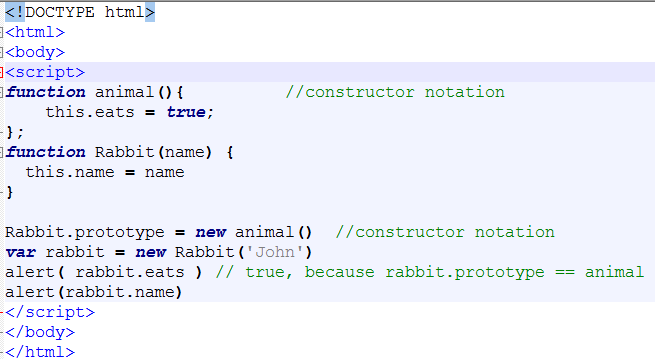 <!DOCTYPE html>
<html>
<body>
<script>
function animal(){          //constructor notation
    this.eats = true;
};
function Rabbit(name) {
  this.name = name
}

Rabbit.prototype = new animal()  //constructor notation
var rabbit = new Rabbit('John')
alert( rabbit.eats ) // true, because rabbit.prototype == animal
alert(rabbit.name)
</script>
</body>
</html>